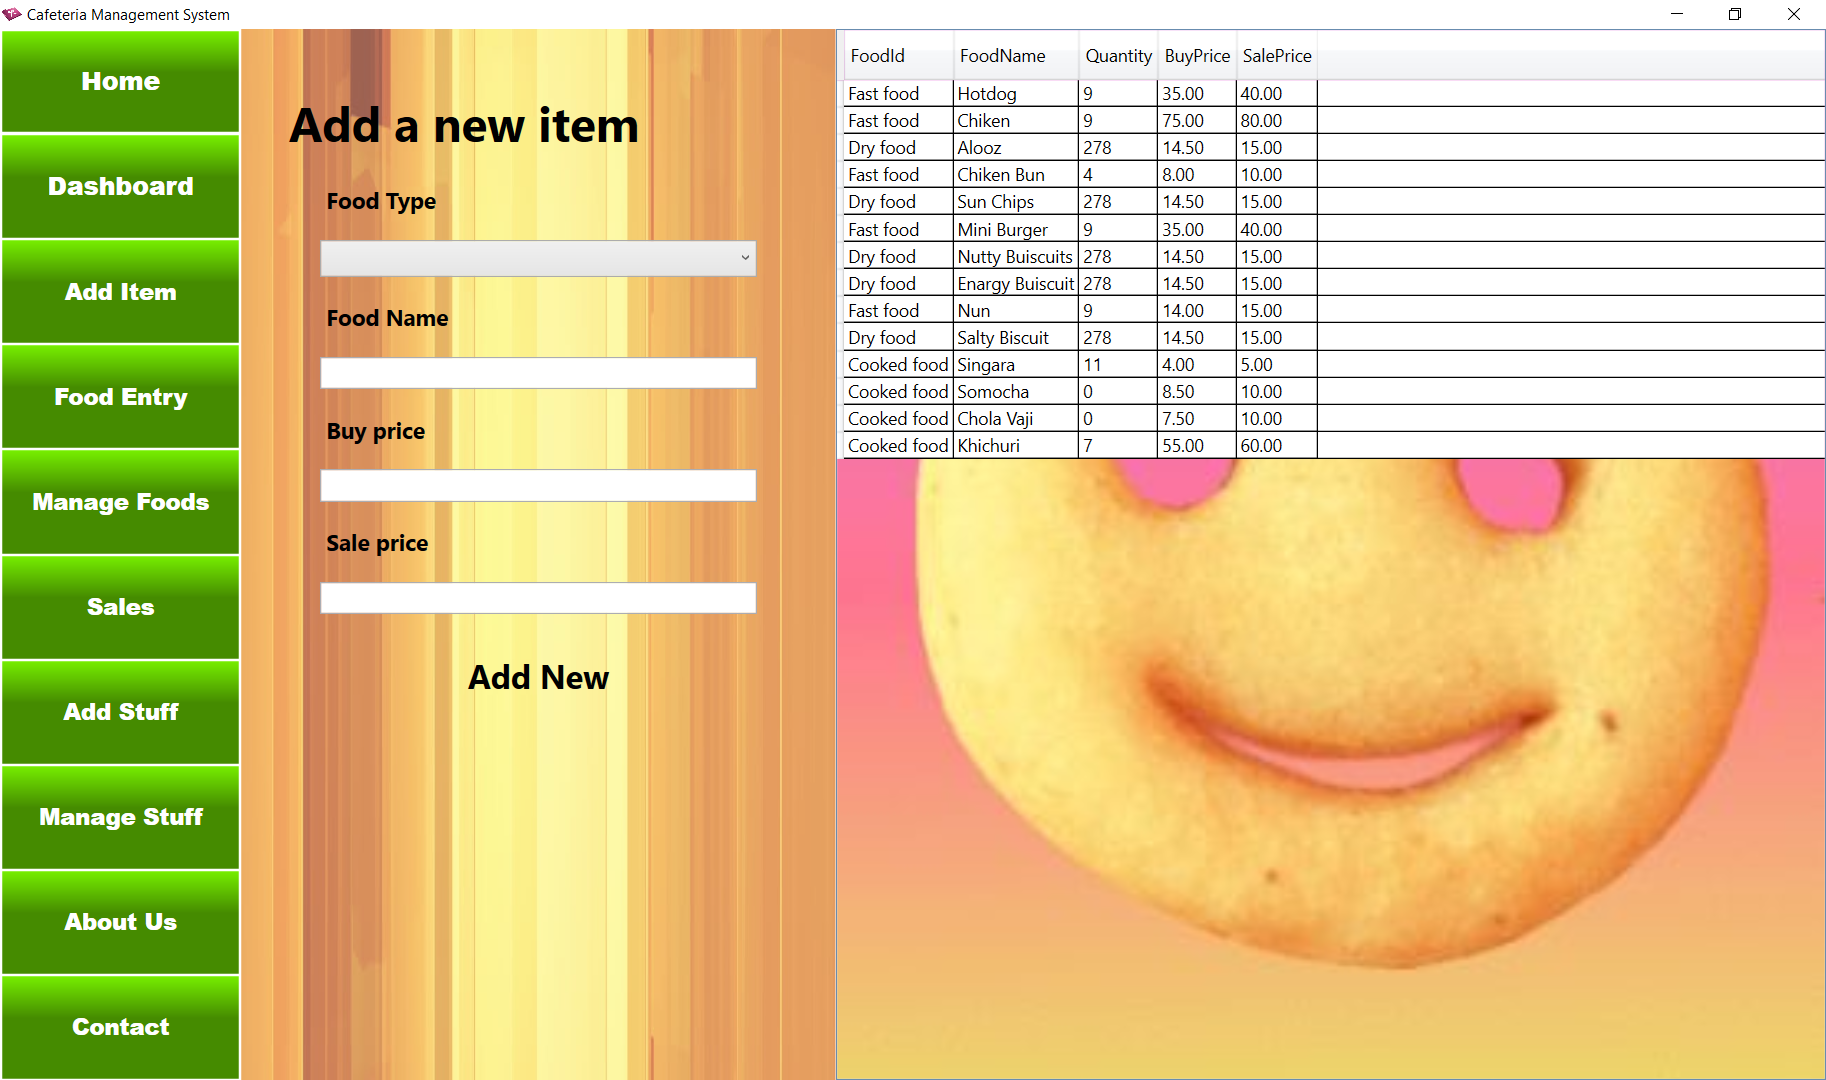 Cafeteria Management System
Home
Dashboard
Add Item
Food Entry
Manage Foods
Sales
Add Stuff
Manage Stuff
About Us
Contact
Add a new item
Food Type
Food Name
Buy price
Sale price
Add New
FoodId FoodName Quantity BuyPrice SalePrice
Fast food Hotdog 9 35.00 40.00
Fast food Chiken 9 75.00 80.00
Dry food Alooz 278 14.50 15.00
Fast food Chiken Bun 4 8.00 10.00
Dry food Sun Chips 278 14.50 15.00
Fast food Mini Burger 9 35.00 40.00
Dry food Nutty Buiscuits 278 14.50 15.00
Dry food Enargy Buiscuit 278 14.50 15.00
Fast food Nun 9 14.00 15.00
Dry food Salty Biscuit 278 14.50 15.00
Cooked food Singara 11 4.00 5.00
Cooked food Somocha 0 8.50 10.00
Cooked food Chola Vaji 0 7.50 10.00
Cooked food Khichuri 7 55.00 60.00